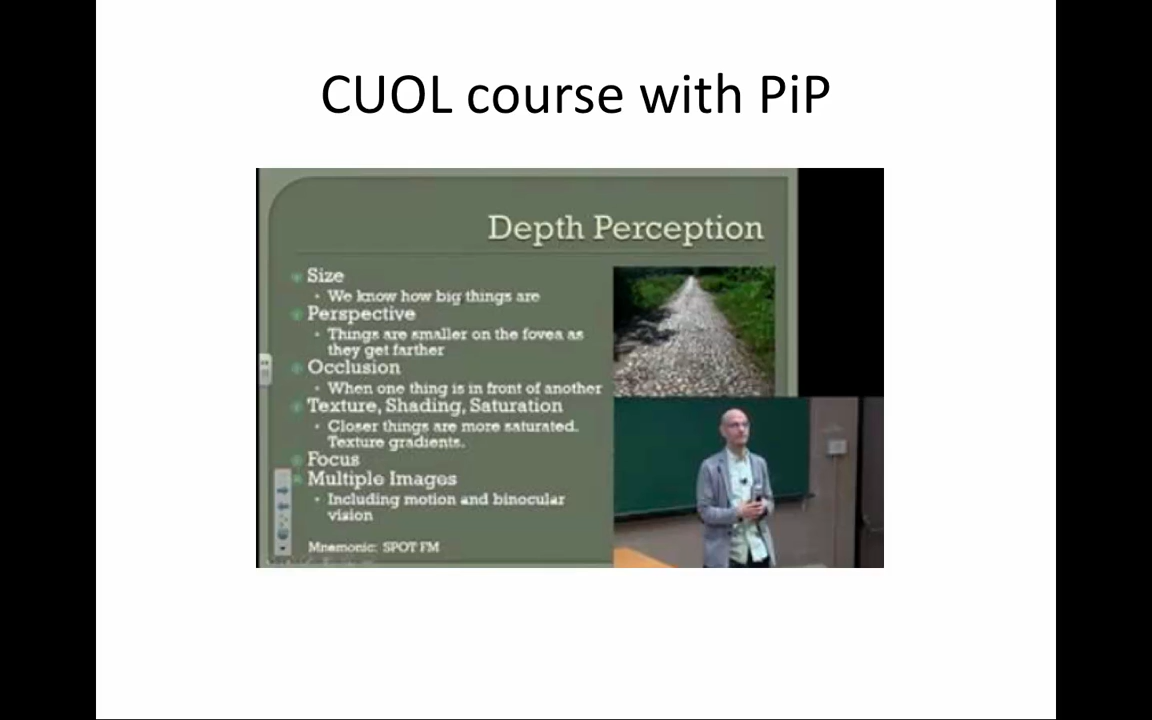 CUOL course with PiP
Depth Perception
Size
We know how big things are
Perspective
Things are smaller on the fovea as
they get farther
Occlusion
When one thing is in front of another
Texture, Shading, Saturation
Closer things are more saturated.
Texture gradients.
Focus
Multiple Images
Including motion and binocular
vision
Mnemonic: SPOT FM